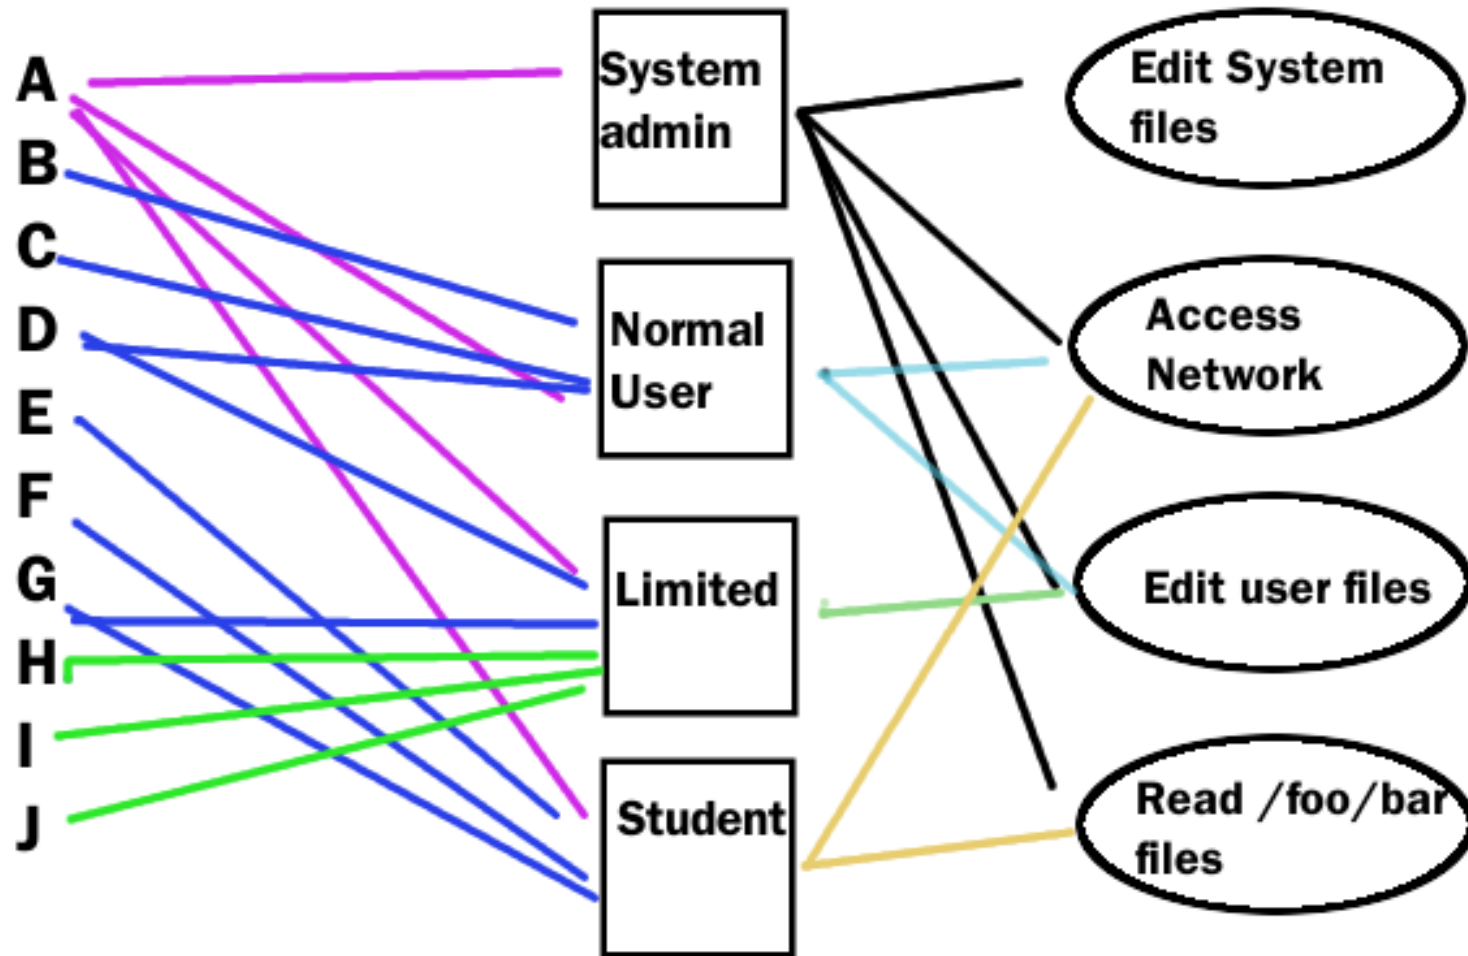 A
B
C
D
E
F
G
H
I
J
System
admin
Normal
User
Limited
Student
Edit System
files
Access
Network
Edit user files
Read /foo/bar
files